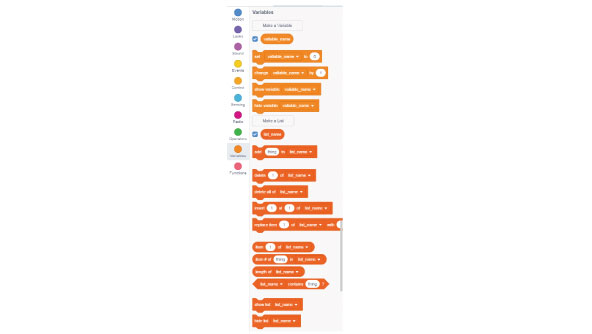 Variables
Make a Variable
variable_name
set variable_name to 0
change variable_name by 1
show variable variable_name
hide variable variable_name
Make a List
list_name
add thing to list_name
delete 1 of list_name
delete all of list_name
insert 1 at 1 of list_name
replace item 1 of list_name with
item 1 of list_name
item # of thing in list_name
length of list_name
list_name contains thing ?
show list list_name
hide list list_name
Motion
Looks
Sound
Events
Control
Sensing
Operators
Variables
Functions